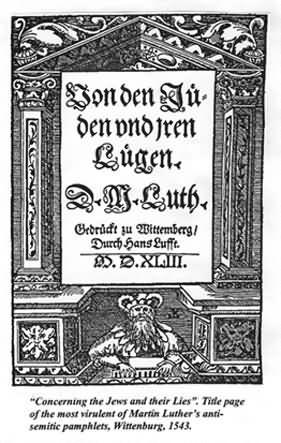 Von den Jü⸗
den vnd jren
Lügen.
D. M. Luth.
Gedrückt zu Wittemberg/
Durch Hans Lufft.
M. D. XLIII.
"Concerning the Jews and their Lies". Title page
of the most virulent of Martin Luther's anti-
semitic pamphlets, Wittenburg, 1543.